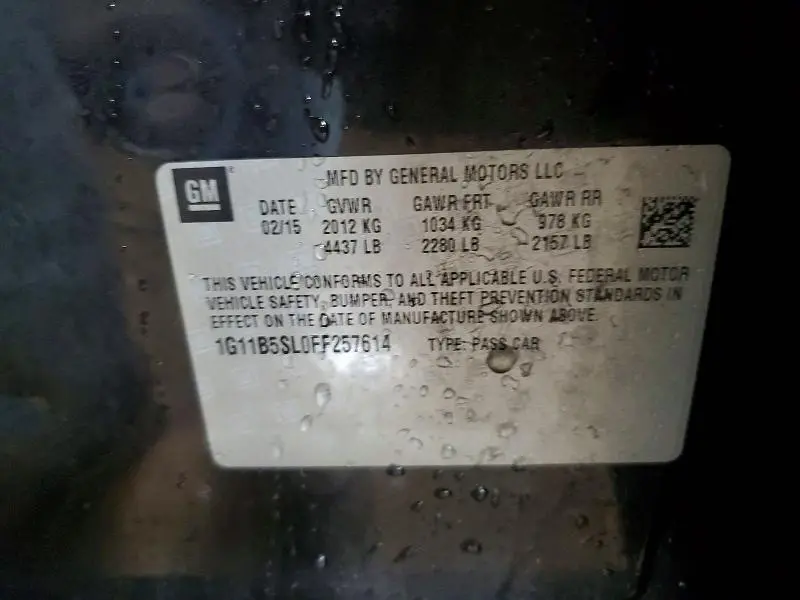 GM ® MFD BY GENERAL MOTORS LLC
DATE GVWR GAWR FRT GAWR RR
02/15 2012 KG 1034 KG 978 KG
4437 LB 2280 LB 2157 LB
THIS VEHICLE CONFORMS TO ALL APPLICABLE U.S. FEDERAL MOTOR
VEHICLE SAFETY, BUMPER, AND THEFT PREVENTION STANDARDS IN
EFFECT ON THE DATE OF MANUFACTURE SHOWN ABOVE.
1G11B5SL0FF257614 TYPE: PASS CAR